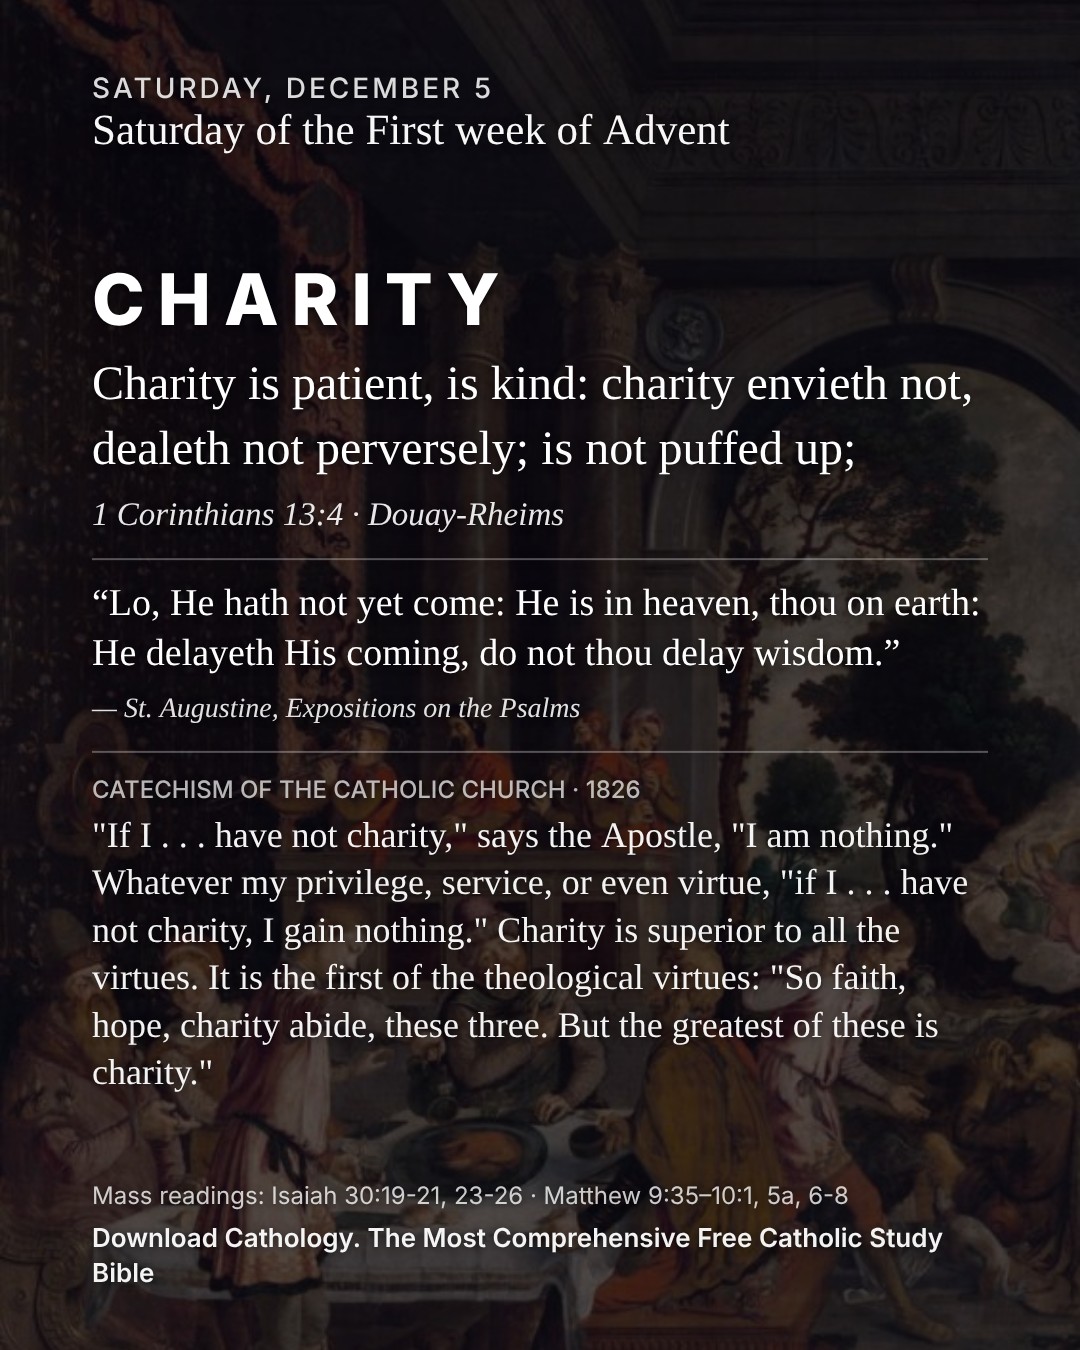 SATURDAY, DECEMBER 5
Saturday of the First week of Advent
CHARITY
Charity is patient, is kind: charity envieth not,
dealeth not perversely; is not puffed up;
1 Corinthians 13:4 · Douay-Rheims
“Lo, He hath not yet come: He is in heaven, thou on earth:
He delayeth His coming, do not thou delay wisdom.”
— St. Augustine, Expositions on the Psalms
CATECHISM OF THE CATHOLIC CHURCH · 1826
"If I . . . have not charity," says the Apostle, "I am nothing."
Whatever my privilege, service, or even virtue, "if I . . . have
not charity, I gain nothing." Charity is superior to all the
virtues. It is the first of the theological virtues: "So faith,
hope, charity abide, these three. But the greatest of these is
charity."
Mass readings: Isaiah 30:19-21, 23-26 · Matthew 9:35–10:1, 5a, 6-8
Download Cathology. The Most Comprehensive Free Catholic Study
Bible